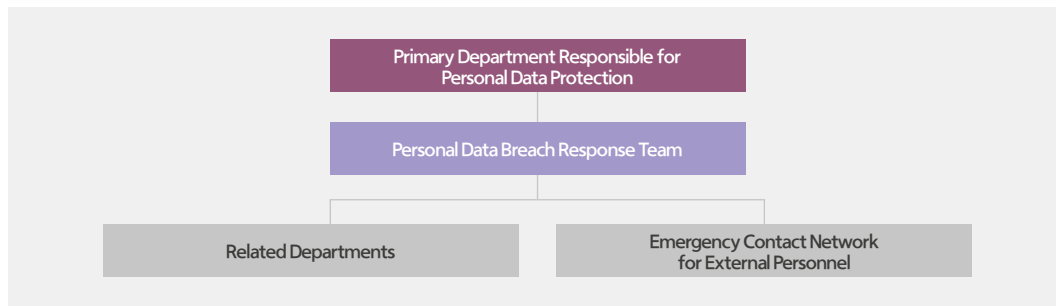 Primary Department Responsible for
Personal Data Protection
Personal Data Breach Response Team
Related Departments
Emergency Contact Network
for External Personnel